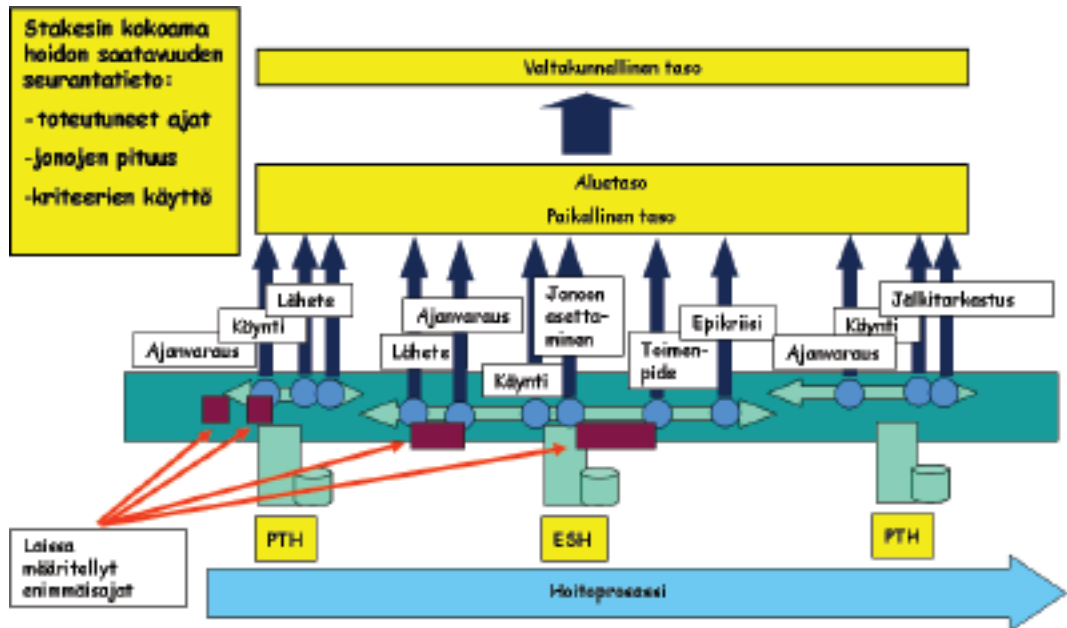 Stakesin kokoama
hoidon saatavuuden
seurantatieto:
-toteutuneet ajat
-jonojen pituus
-kriteerien käyttö
Valtakunnallinen taso
Aluetaso
Paikallinen taso
Ajanvaraus
Käynti
Lähete
Lähete
Ajanvaraus
Käynti
Jonoon
asetta-
minen
Toimen-
pide
Epikriisi
Ajanvaraus
Käynti
Jälkitarkastus
PTH
ESH
PTH
Laissa
määritellyt
enimmäisajat
Hoitoprosessi